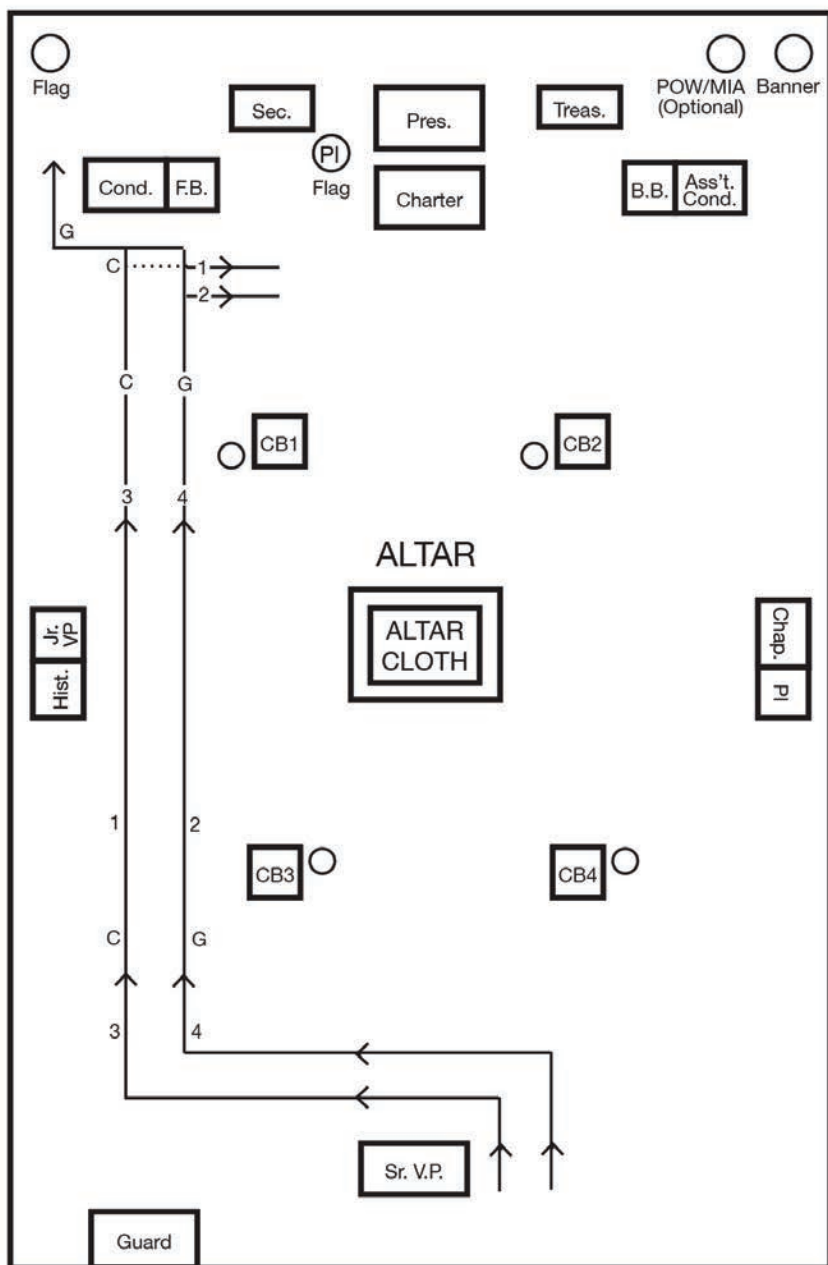 Flag
POW/MIA
(Optional)
Banner
Sec.
Pres.
Treas.
PI
Flag
Cond.
F.B.
Charter
B.B.
Ass't.
Cond.
G
C
1
2
C
G
CB1
CB2
3
4
ALTAR
ALTAR
CLOTH
Jr.
VP
Hist.
Chap.
PI
1
2
CB3
CB4
C
G
3
4
Sr. V.P.
Guard